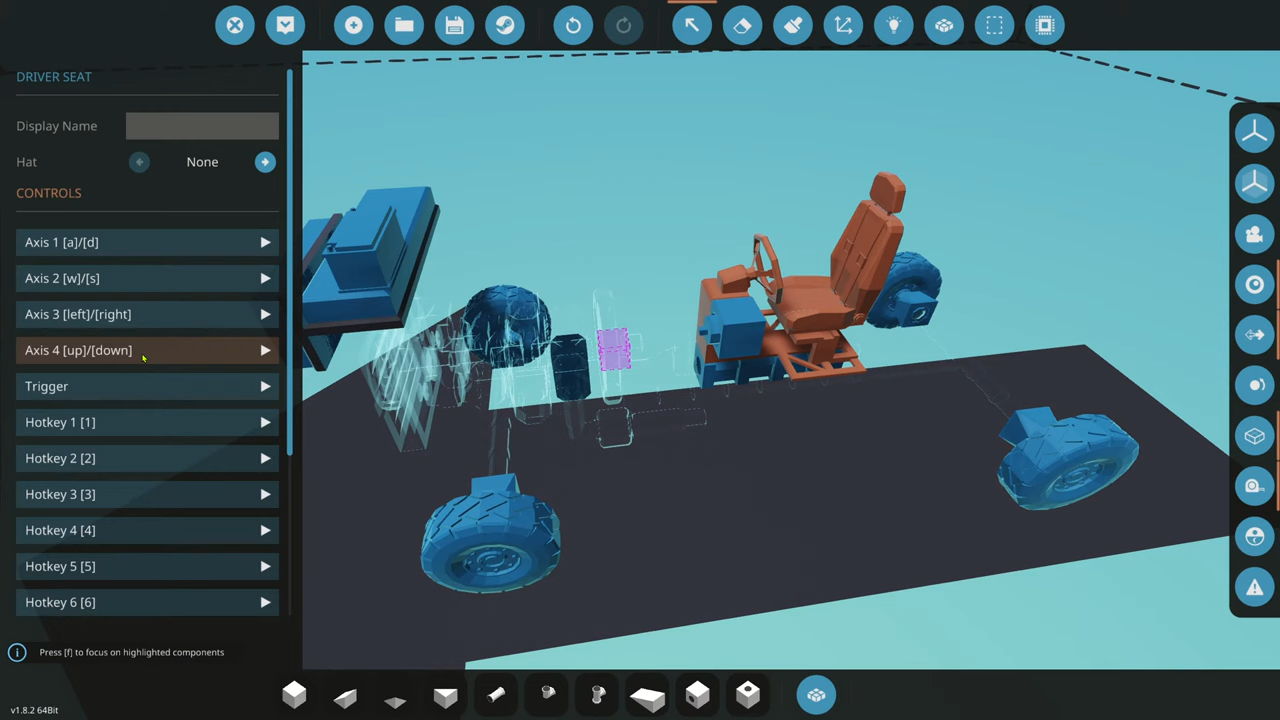 DRIVER SEAT
Display Name
Hat
None
CONTROLS
Axis 1 [a]/[d]
Axis 2 [w]/[s]
Axis 3 [left]/[right]
Axis 4 [up]/[down]
Trigger
Hotkey 1 [1]
Hotkey 2 [2]
Hotkey 3 [3]
Hotkey 4 [4]
Hotkey 5 [5]
Hotkey 6 [6]
Press [f] to focus on highlighted components
v1.8.2 64Bit